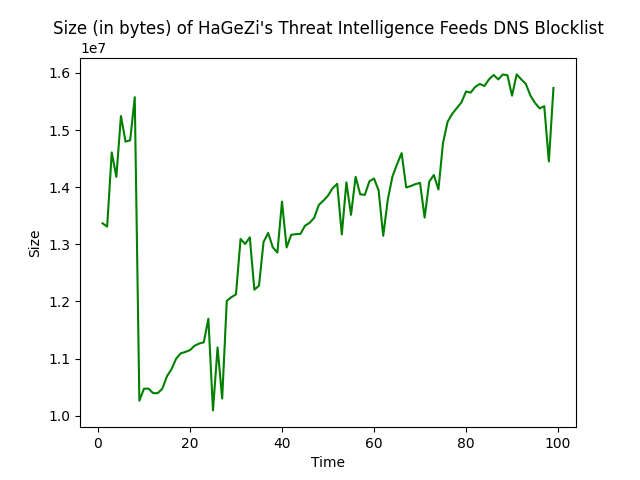 Size (in bytes) of HaGeZi's Threat Intelligence Feeds DNS Blocklist
1e7
1.6
1.5
1.4
1.3
1.2
1.1
1.0
Size
0 20 40 60 80 100
Time